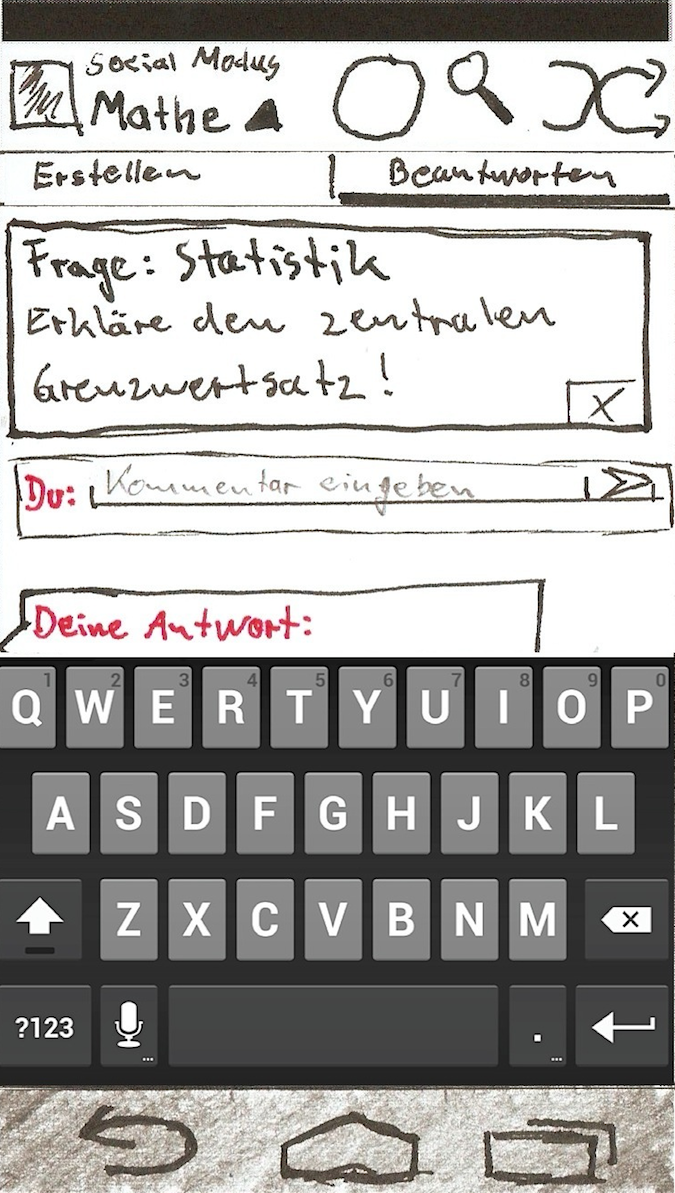 Social Modus
Mathe
Erstellen
Beantworten
Frage: Statistik
Erkläre den zentralen
Grenzwertsatz!
X
Du: Kommentar eingeben
Deine Antwort:
1 2 3 4 5 6 7 8 9 0
Q W E R T Y U I O P
A S D F G H J K L
Z X C V B N M
?123 ... . ...